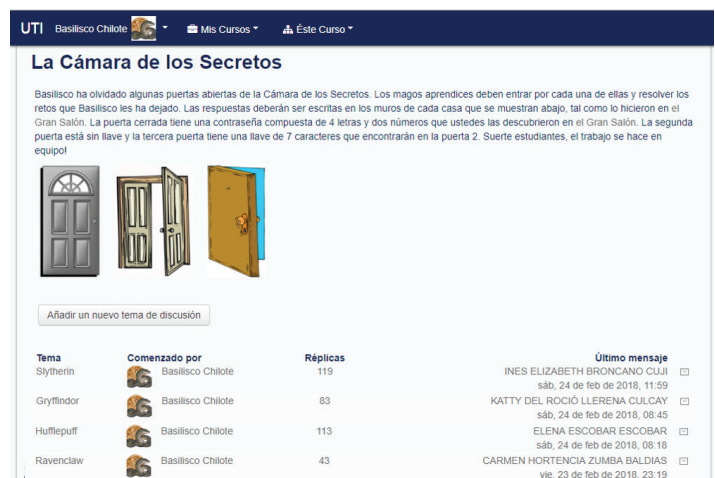 UTI Basilisco Chilote Mis Cursos Éste Curso
La Cámara de los Secretos
Basilisco ha olvidado algunas puertas abiertas de la Cámara de los Secretos. Los magos aprendices deben entrar por cada una de ellas y resolver los
retos que Basilisco les ha dejado. Las respuestas deberán ser escritas en los muros de cada casa que se muestran abajo, tal como lo hicieron en el
Gran Salón. La puerta cerrada tiene una contraseña compuesta de 4 letras y dos números que ustedes las descubrieron en el Gran Salón. La segunda
puerta está sin llave y la tercera puerta tiene una llave de 7 caracteres que encontrarán en la puerta 2. Suerte estudiantes, el trabajo se hace en
equipo!
Añadir un nuevo tema de discusión
Tema Comenzado por Réplicas Último mensaje
Slytherin Basilisco Chilote 119 INES ELIZABETH BRONCANO CUJI
sáb, 24 de feb de 2018, 11:59
Gryffindor Basilisco Chilote 83 KATTY DEL ROCIÓ LLERENA CULCAY
sáb, 24 de feb de 2018, 08:45
Hufflepuff Basilisco Chilote 113 ELENA ESCOBAR ESCOBAR
sáb, 24 de feb de 2018, 08:18
Ravenclaw Basilisco Chilote 43 CARMEN HORTENCIA ZUMBA BALDIAS
vie, 23 de feb de 2018, 23:19